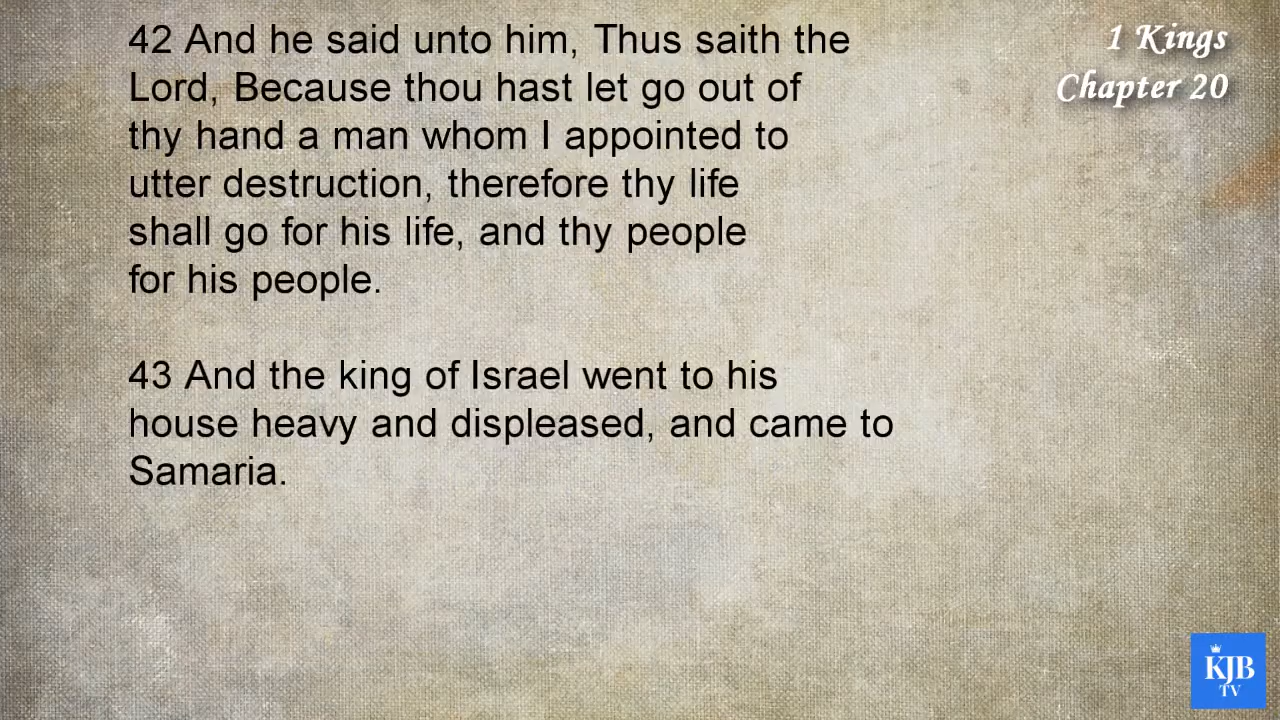 42 And he said unto him, Thus saith the
Lord, Because thou hast let go out of
thy hand a man whom I appointed to
utter destruction, therefore thy life
shall go for his life, and thy people
for his people.
43 And the king of Israel went to his
house heavy and displeased, and came to
Samaria.
1 Kings
Chapter 20
KJB
TV